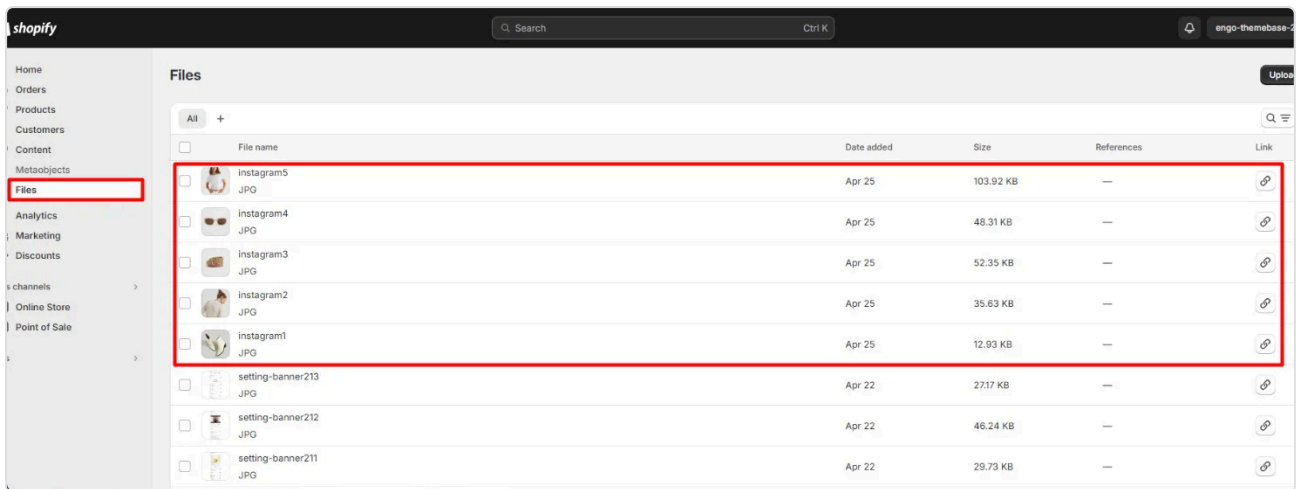 shopify
Search
Ctrl K
engo-themebase-2
Home
Orders
Products
Customers
Content
Metaobjects
Files
Analytics
Marketing
Discounts
s channels
Online Store
Point of Sale
s
Files
Uploa
All +
File name Date added Size References Link
instagram5
JPG
Apr 25 103.92 KB —
instagram4
JPG
Apr 25 48.31 KB —
instagram3
JPG
Apr 25 52.35 KB —
instagram2
JPG
Apr 25 35.63 KB —
instagram1
JPG
Apr 25 12.93 KB —
setting-banner213
JPG
Apr 22 27.17 KB —
setting-banner212
JPG
Apr 22 46.24 KB —
setting-banner211
JPG
Apr 22 29.73 KB —